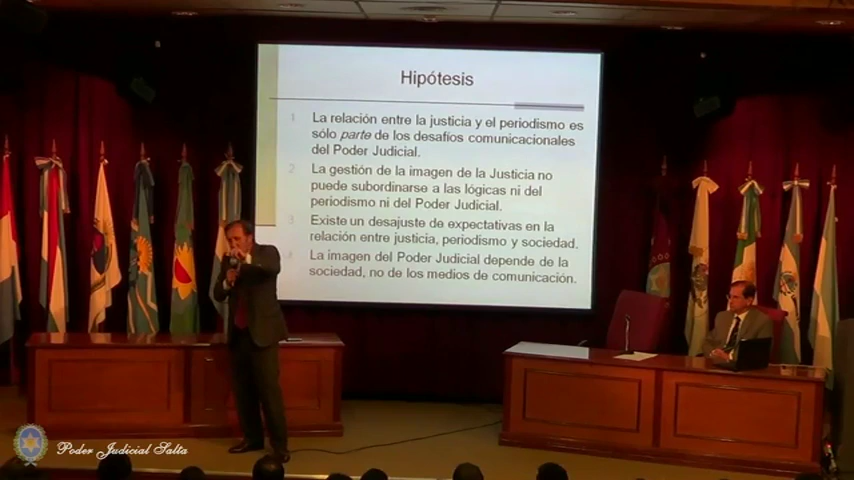 Hipótesis
1 La relación entre la justicia y el periodismo es
sólo parte de los desafíos comunicacionales
del Poder Judicial.
2 La gestión de la imagen de la Justicia no
puede subordinarse a las lógicas ni del
periodismo ni del Poder Judicial.
3 Existe un desajuste de expectativas en la
relación entre justicia, periodismo y sociedad.
4 La imagen del Poder Judicial depende de la
sociedad, no de los medios de comunicación.
Poder Judicial Salta